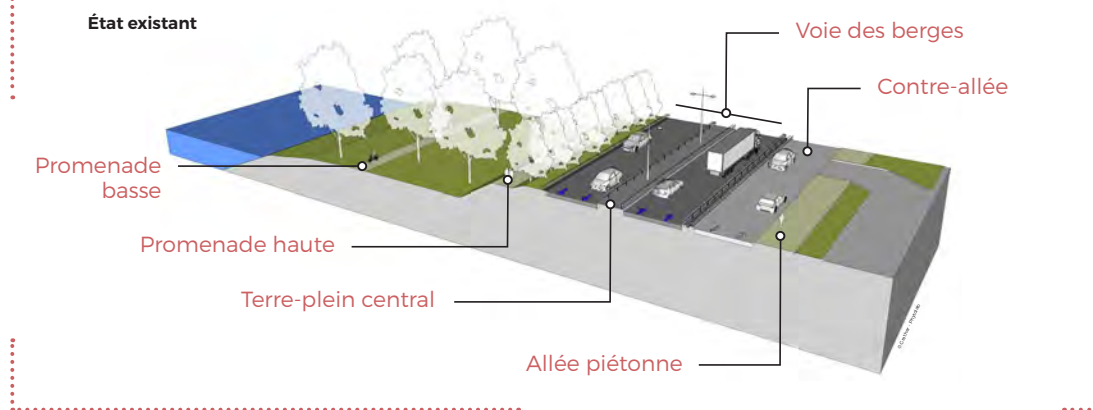 État existant
Voie des berges
Contre-allée
Promenade
basse
Promenade haute
Terre-plein central
Allée piétonne